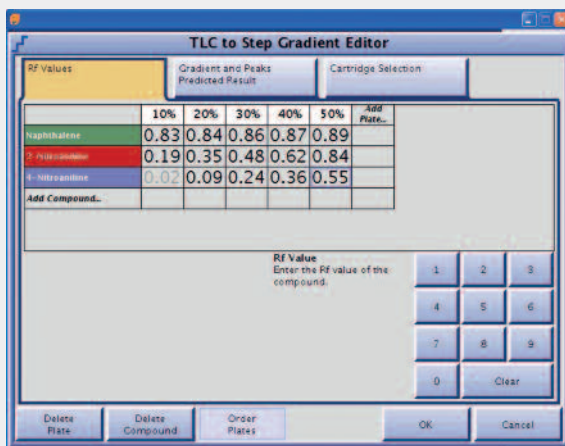 TLC to Step Gradient Editor
Rf Values
Gradient and Peaks
Predicted Result
Cartridge Selection
10% 20% 30% 40% 50% Add Plate..
Naphthalene 0.83 0.84 0.86 0.87 0.89
2-Nitroaniline 0.19 0.35 0.48 0.62 0.84
4-Nitroaniline 0.02 0.09 0.24 0.36 0.55
Add Compound..
Rf Value
Enter the Rf value of the
compound.
1 2 3
4 5 6
7 8 9
0 Clear
Delete Plate
Delete Compound
Order Plates
OK
Cancel